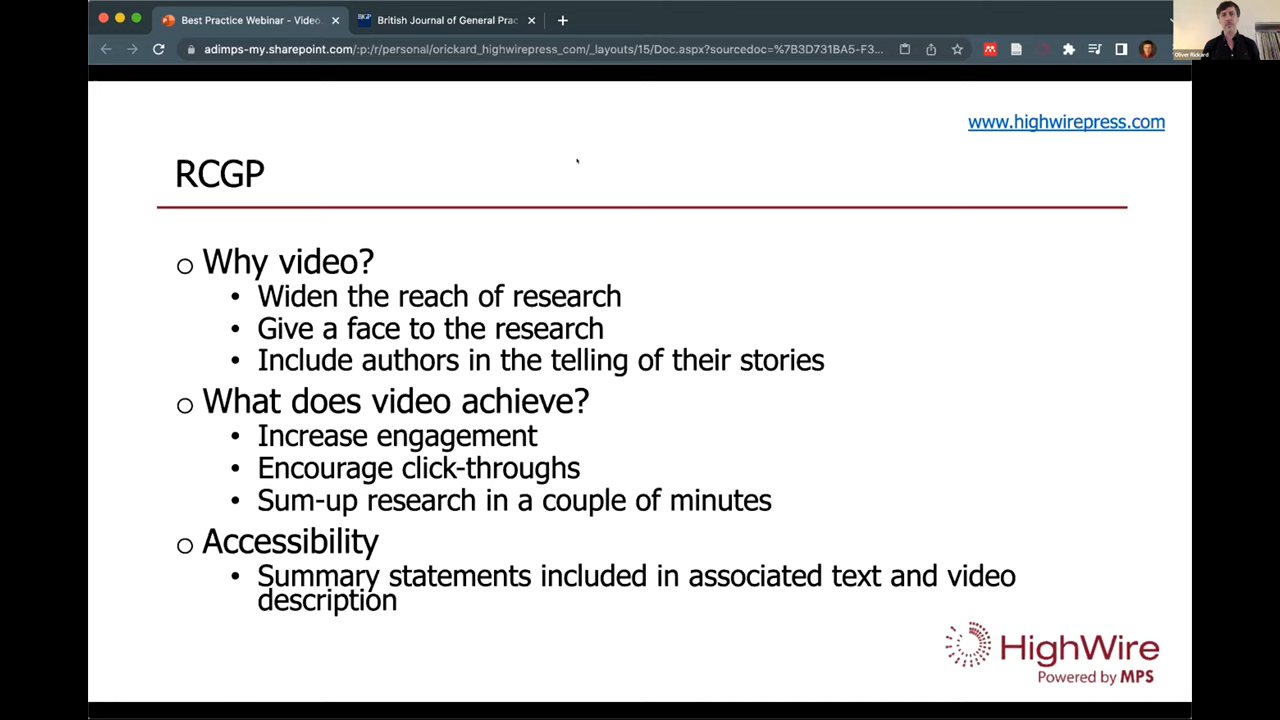 Best Practice Webinar - Video.
British Journal of General Prac
adimps-my.sharepoint.com/:p:/r/personal/orickard_highwirepress_com/_layouts/15/Doc.aspx?sourcedoc=%7B3D731BA5-F3...
Oliver Rickard
www.highwirepress.com
RCGP
Why video?
• Widen the reach of research
• Give a face to the research
• Include authors in the telling of their stories
What does video achieve?
• Increase engagement
• Encourage click-throughs
• Sum-up research in a couple of minutes
Accessibility
• Summary statements included in associated text and video
description
HighWire
Powered by MPS